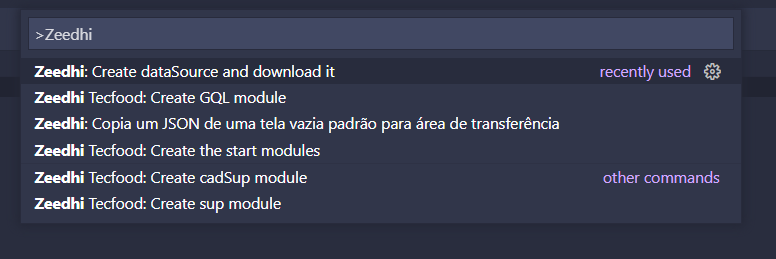 >Zeedhi
Zeedhi: Create dataSource and download it recently used
Zeedhi Tecfood: Create GQL module
Zeedhi: Copia um JSON de uma tela vazia padrão para área de transferência
Zeedhi Tecfood: Create the start modules
Zeedhi Tecfood: Create cadSup module other commands
Zeedhi Tecfood: Create sup module